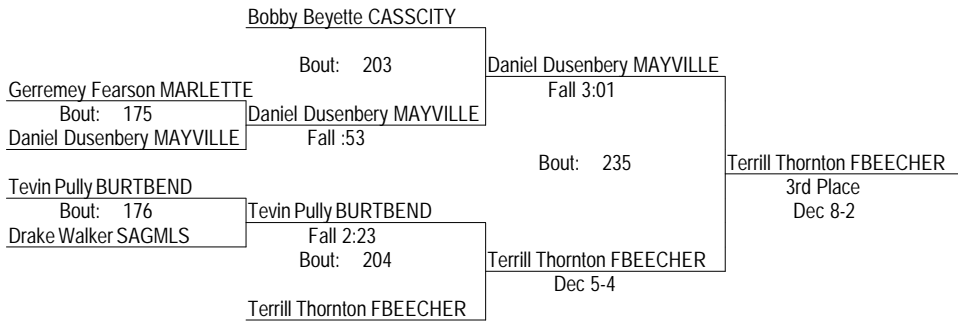 Bobby Beyette CASSCITY
Bout: 203
Daniel Dusenbery MAYVILLE
Fall 3:01
Gerremey Fearson MARLETTE
Bout: 175
Daniel Dusenbery MAYVILLE
Daniel Dusenbery MAYVILLE
Fall :53
Bout: 235
Terrill Thornton FBEECHER
3rd Place
Dec 8-2
Tevin Pully BURTBEND
Bout: 176
Tevin Pully BURTBEND
Drake Walker SAGMLS
Fall 2:23
Bout: 204
Terrill Thornton FBEECHER
Dec 5-4
Terrill Thornton FBEECHER